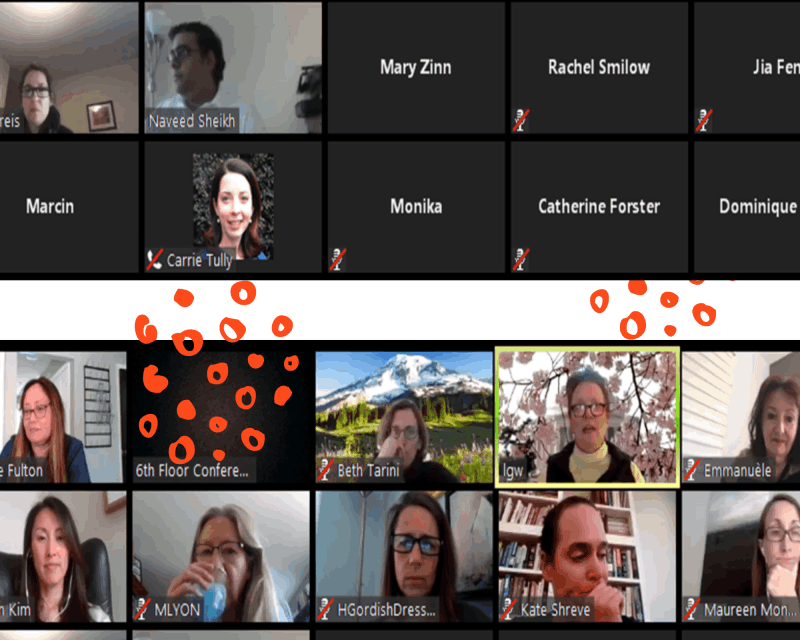 reis
Naveed Sheikh
Mary Zinn
Rachel Smilow
Jia Fen
Marcin
Carrie Tully
Monika
Catherine Forster
Dominique
e Fulton
6th Floor Confere...
Beth Tarini
lgw
Emmanuèle
n Kim
MLYON
HGordishDress...
Kate Shreve
Maureen Mon...